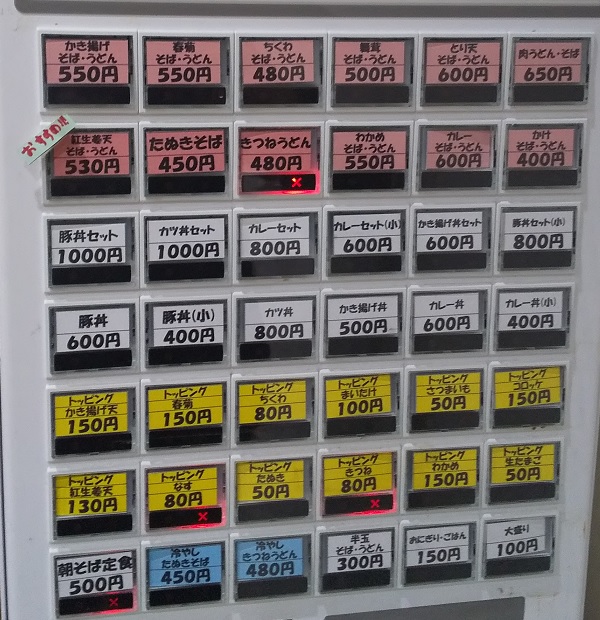 かき揚げ
そば・うどん
550円
春菊
そば・うどん
550円
ちくわ
そば・うどん
480円
舞茸
そば・うどん
500円
とり天
そば・うどん
600円
肉うどん・そば
650円
おすすめ！
紅生姜天
そば・うどん
530円
たぬきそば
450円
きつねうどん
480円
×
わかめ
そば・うどん
550円
カレー
そば・うどん
600円
かけ
そば・うどん
400円
豚丼セット
1000円
カツ丼セット
1000円
カレーセット
800円
カレーセット(小)
600円
かき揚げ丼セット
600円
豚丼セット(小)
800円
豚丼
600円
豚丼(小)
400円
カツ丼
800円
かき揚げ丼
500円
カレー丼
600円
カレー丼(小)
400円
トッピング
かき揚げ天
150円
トッピング
春菊
150円
トッピング
ちくわ
80円
トッピング
まいたけ
100円
トッピング
さつまいも
50円
トッピング
コロッケ
150円
トッピング
紅生姜天
130円
トッピング
なす
80円
×
トッピング
たぬき
50円
トッピング
きつね
80円
×
トッピング
わかめ
150円
トッピング
生たまご
50円
朝そば定食
500円
×
冷やし
たぬきそば
450円
冷やし
きつねうどん
480円
半玉
そば・うどん
300円
おにぎり・ごはん
150円
大盛り
100円